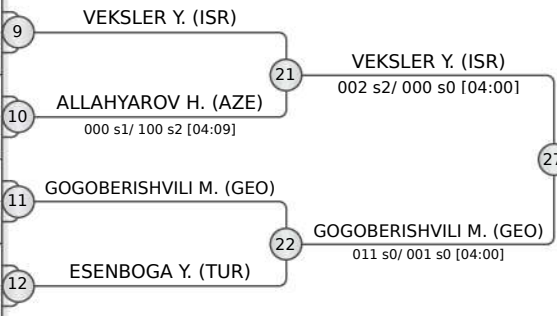 9
VEKSLER Y. (ISR)
21
VEKSLER Y. (ISR)
002 s2/ 000 s0 [04:00]
10
ALLAHYAROV H. (AZE)
000 s1/ 100 s2 [04:09]
27
11
GOGOBERISHVILI M. (GEO)
22
GOGOBERISHVILI M. (GEO)
011 s0/ 001 s0 [04:00]
12
ESENBOGA Y. (TUR)